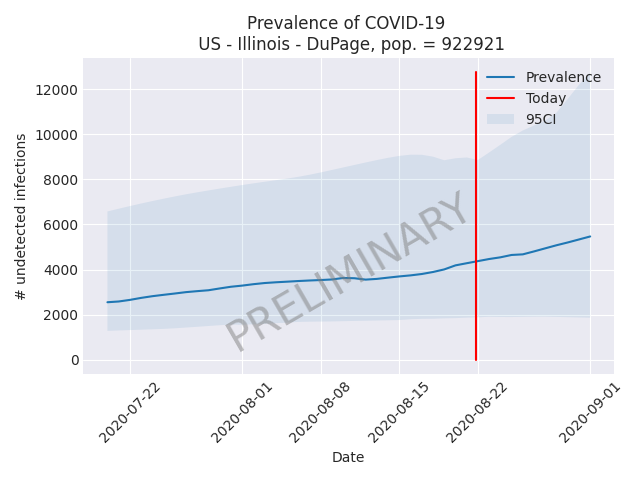 Prevalence of COVID-19
US - Illinois - DuPage, pop. = 922921
Prevalence
Today
95CI
# undetected infections
12000
10000
8000
6000
4000
2000
0
PRELIMINARY
2020-07-22
2020-08-01
2020-08-08
2020-08-15
2020-08-22
2020-09-01
Date